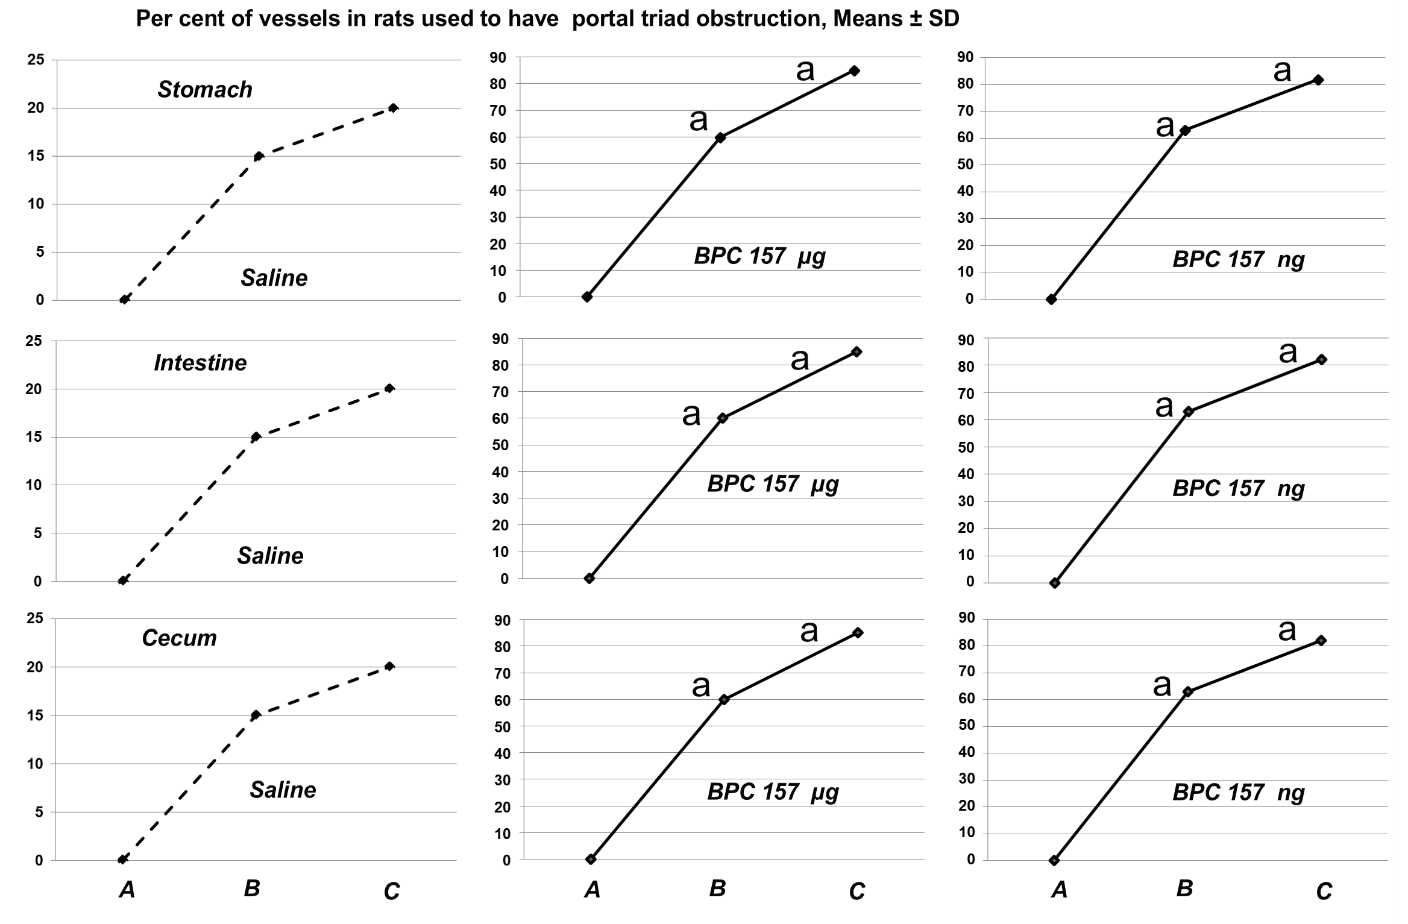 Per cent of vessels in rats used to have portal triad obstruction, Means ± SD
25
20
15
10
5
0
Stomach
Saline
90
80
70
60
50
40
30
20
10
0
a
a
BPC 157 µg
90
80
70
60
50
40
30
20
10
0
a
a
BPC 157 ng
25
20
15
10
5
0
Intestine
Saline
90
80
70
60
50
40
30
20
10
0
a
a
BPC 157 µg
90
80
70
60
50
40
30
20
10
0
a
a
BPC 157 ng
25
20
15
10
5
0
Cecum
Saline
A B C
90
80
70
60
50
40
30
20
10
0
a
a
BPC 157 µg
A B C
90
80
70
60
50
40
30
20
10
0
a
a
BPC 157 ng
A B C